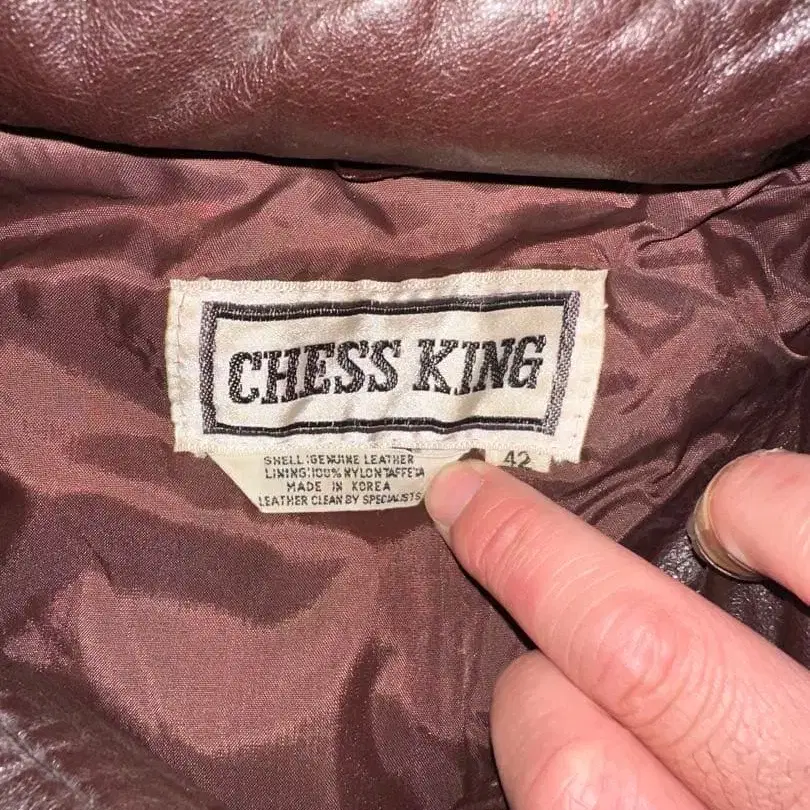 CHESS KING
42
SHELL:GENUINE LEATHER
LINING:100% NYLON TAFFETA
MADE IN KOREA
LEATHER CLEAN BY SPECIALISTS